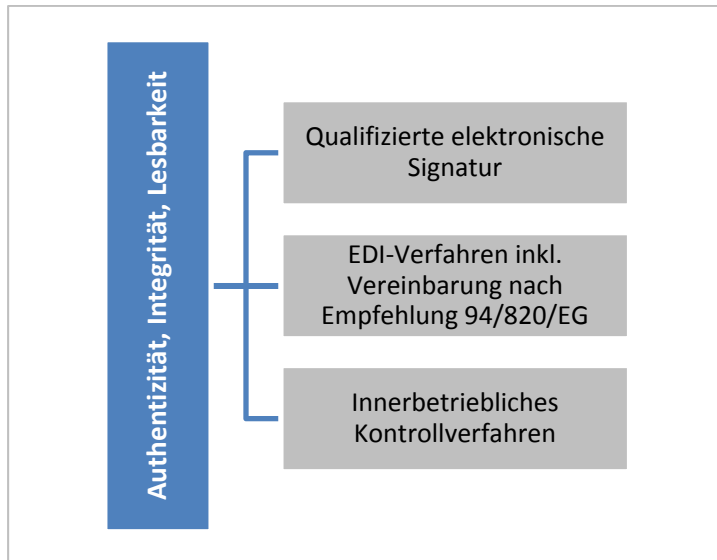 Authentizität, Integrität, Lesbarkeit
Qualifizierte elektronische
Signatur
EDI-Verfahren inkl.
Vereinbarung nach
Empfehlung 94/820/EG
Innerbetriebliches
Kontrollverfahren